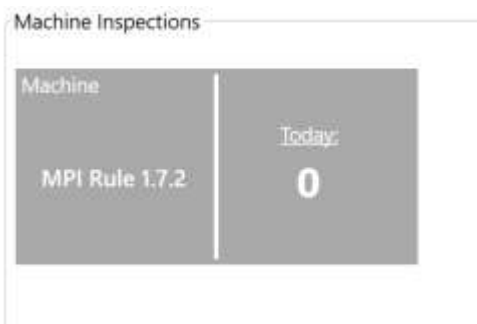 Machine Inspections
Machine
MPI Rule 1.7.2
Today:
0